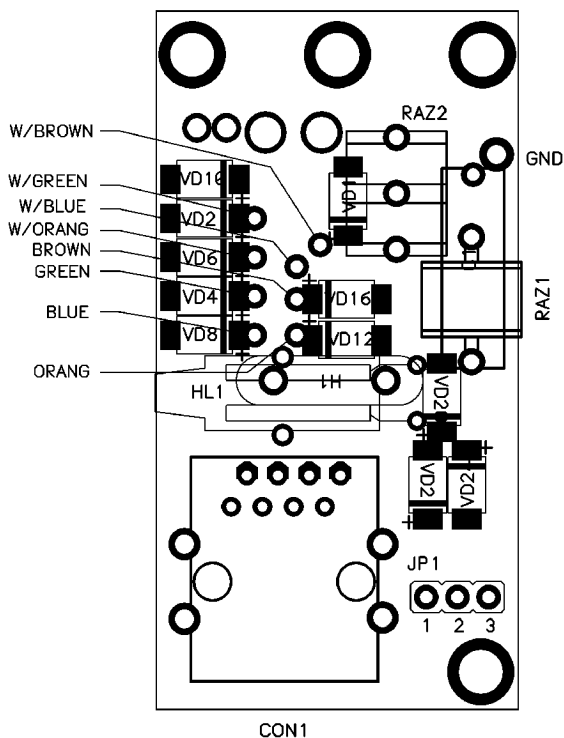 RAZ2
W/BROWN
GND
W/GREEN
VD10
VD1
W/BLUE
VD2
W/ORANG
BROWN
VD6
GREEN
VD4
VD16
RAZ1
BLUE
VD8
VD12
ORANG
HL1
H1
VD2
VD2
VD2
JP1
1 2 3
CON1